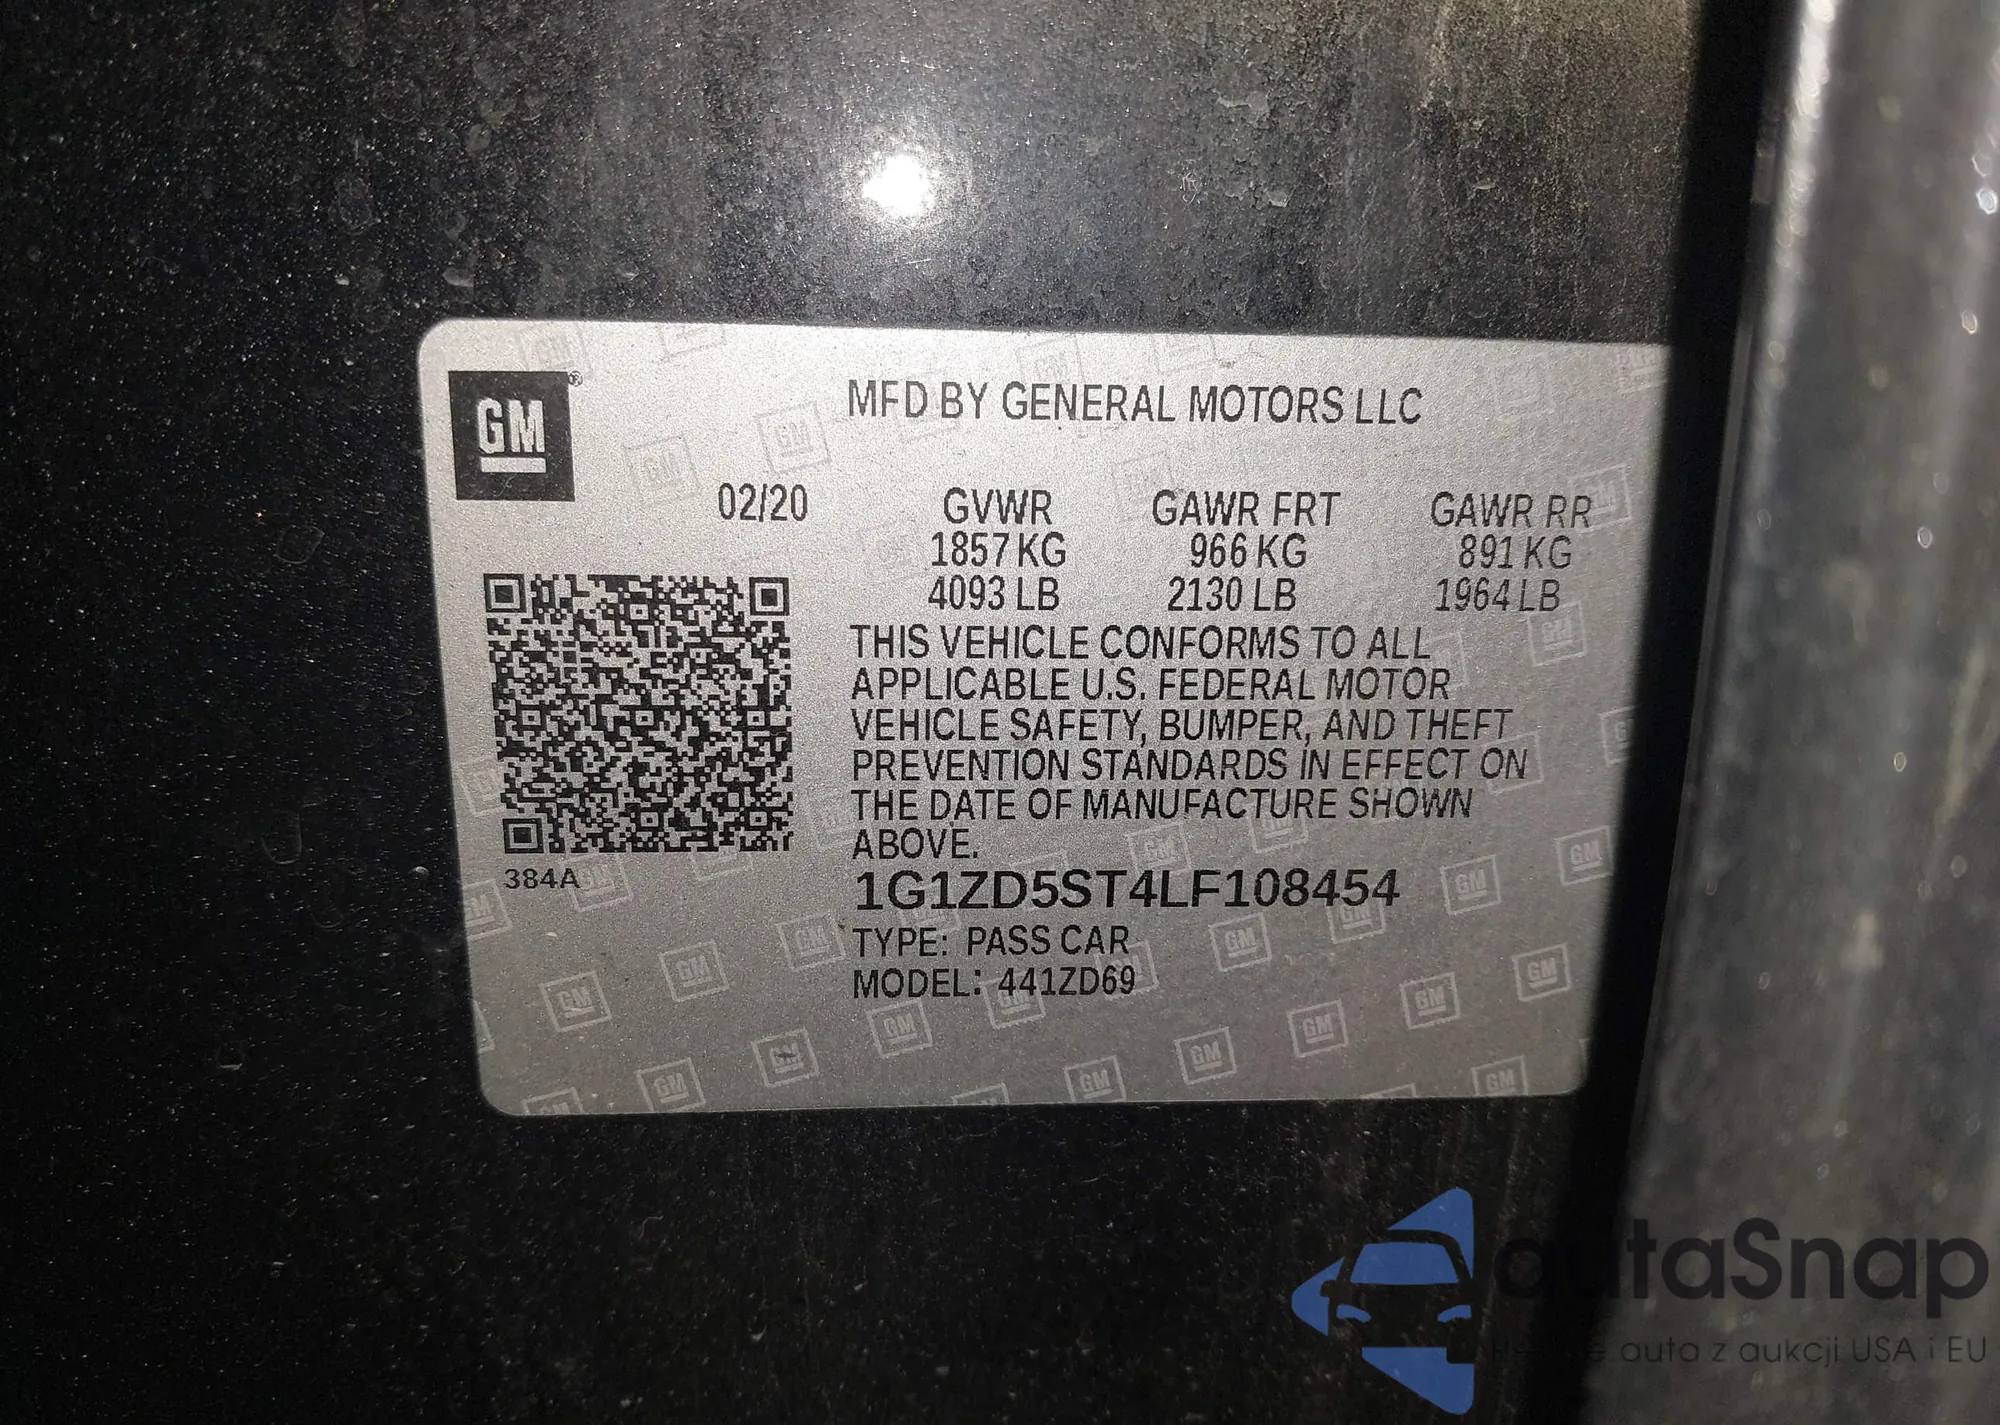 GM®
MFD BY GENERAL MOTORS LLC
02/20
GVWR GAWR FRT GAWR RR
1857 KG 966 KG 891 KG
4093 LB 2130 LB 1964 LB
THIS VEHICLE CONFORMS TO ALL
APPLICABLE U.S. FEDERAL MOTOR
VEHICLE SAFETY, BUMPER, AND THEFT
PREVENTION STANDARDS IN EFFECT ON
THE DATE OF MANUFACTURE SHOWN
ABOVE.
384A
1G1ZD5ST4LF108454
TYPE: PASS CAR
MODEL: 441ZD69
autaSnap
auta z aukcji USA i EU